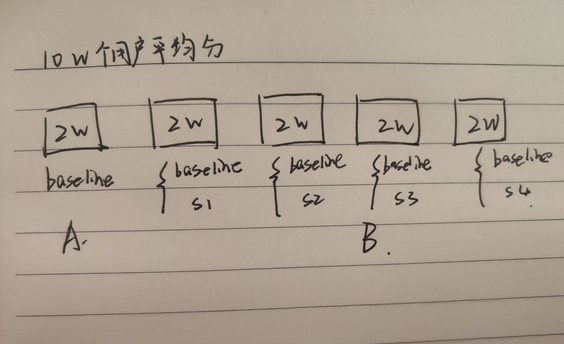 10w个用户平均分
2w 2w 2w 2w 2w
baseline baseline baseline baseline baseline
s1 s2 s3 s4
A. B.